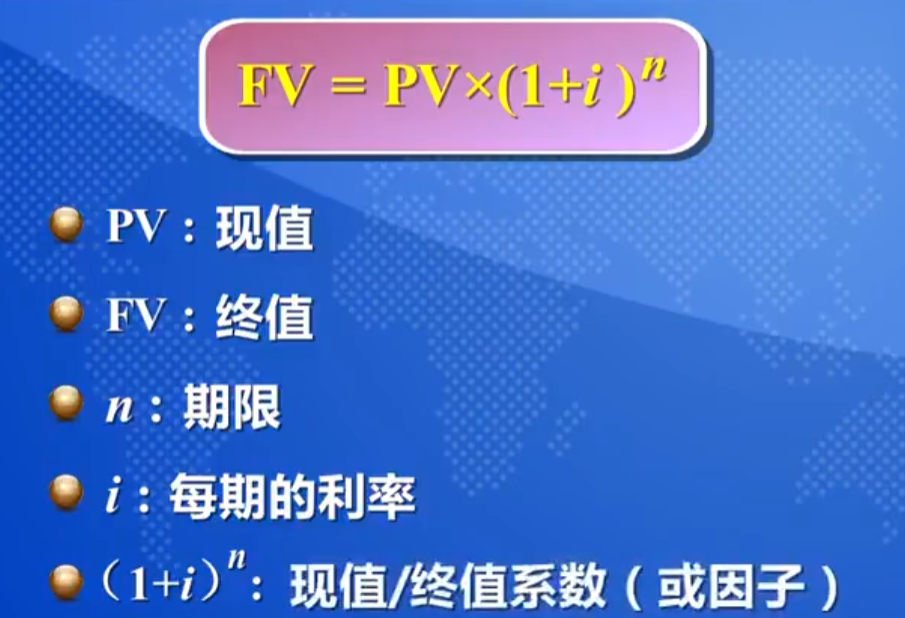 FV = PV×(1+i)ⁿ
PV：现值
FV：终值
n：期限
i：每期的利率
（1+i）ⁿ：现值/终值系数（或因子）